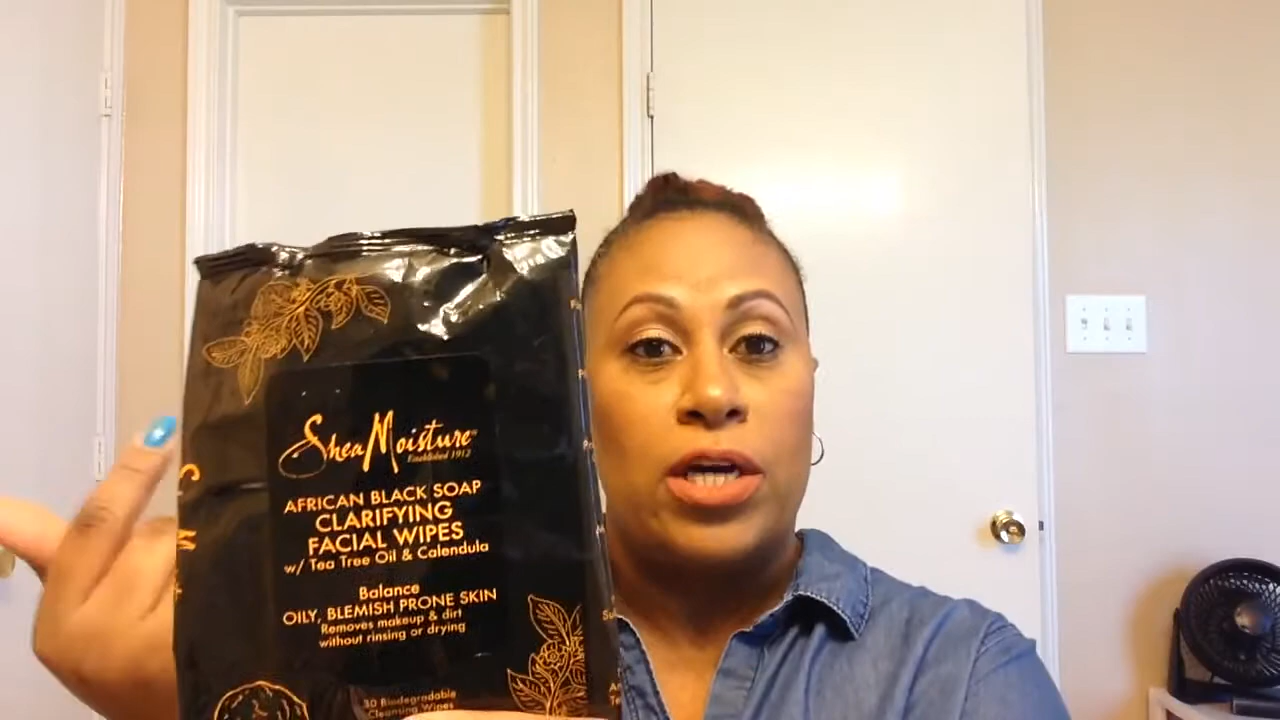 SheaMoisture
Established 1912
AFRICAN BLACK SOAP
CLARIFYING
FACIAL WIPES
w/ Tea Tree Oil & Calendula
Balance
OILY, BLEMISH PRONE SKIN
Removes makeup & dirt
without rinsing or drying
30 Biodegradable
Cleansing Wipes